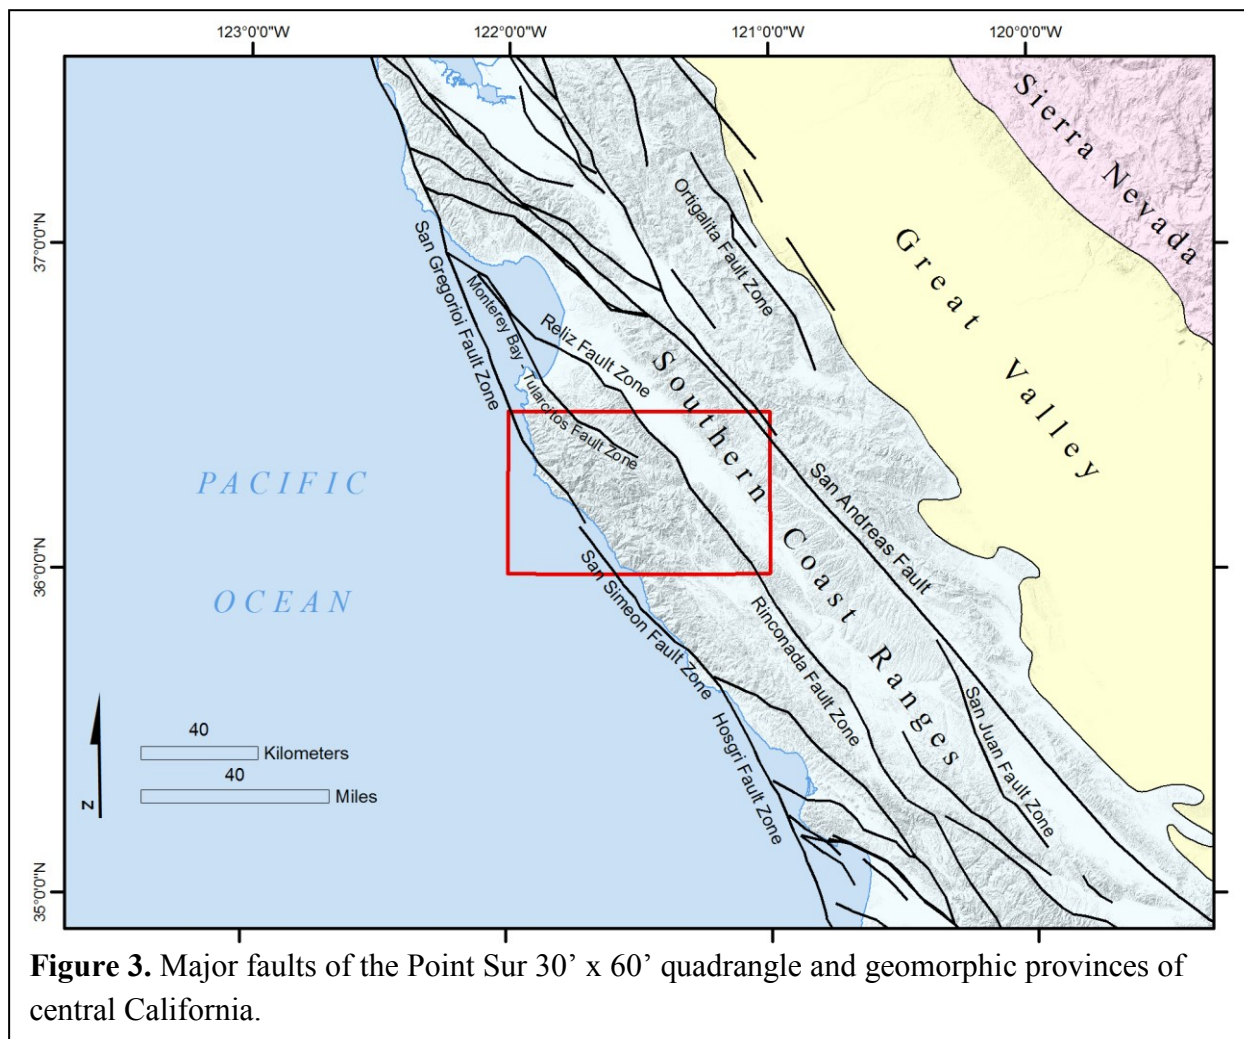 123°0'0"W
122°0'0"W
121°0'0"W
120°0'0"W
37°0'0"N
36°0'0"N
35°0'0"N
Sierra Nevada
Great Valley
Southern Coast Ranges
Ortigalita Fault Zone
San Gregorioi Fault Zone
Monterey Bay - Tularcitos Fault Zone
Reliz Fault Zone
San Andreas Fault
PACIFIC
OCEAN
San Simeon Fault Zone
Rinconada Fault Zone
San Juan Fault Zone
Hosgri Fault Zone
40
Kilometers
40
Miles
N
Figure 3. Major faults of the Point Sur 30’ x 60’ quadrangle and geomorphic provinces of
central California.